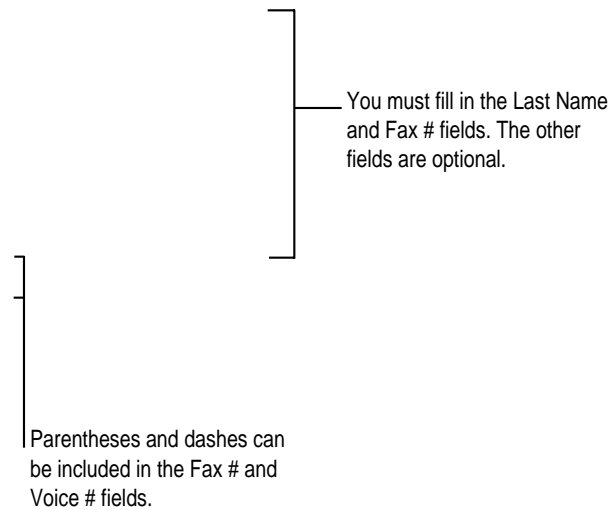 You must fill in the Last Name
and Fax # fields. The other
fields are optional.
Parentheses and dashes can
be included in the Fax # and
Voice # fields.